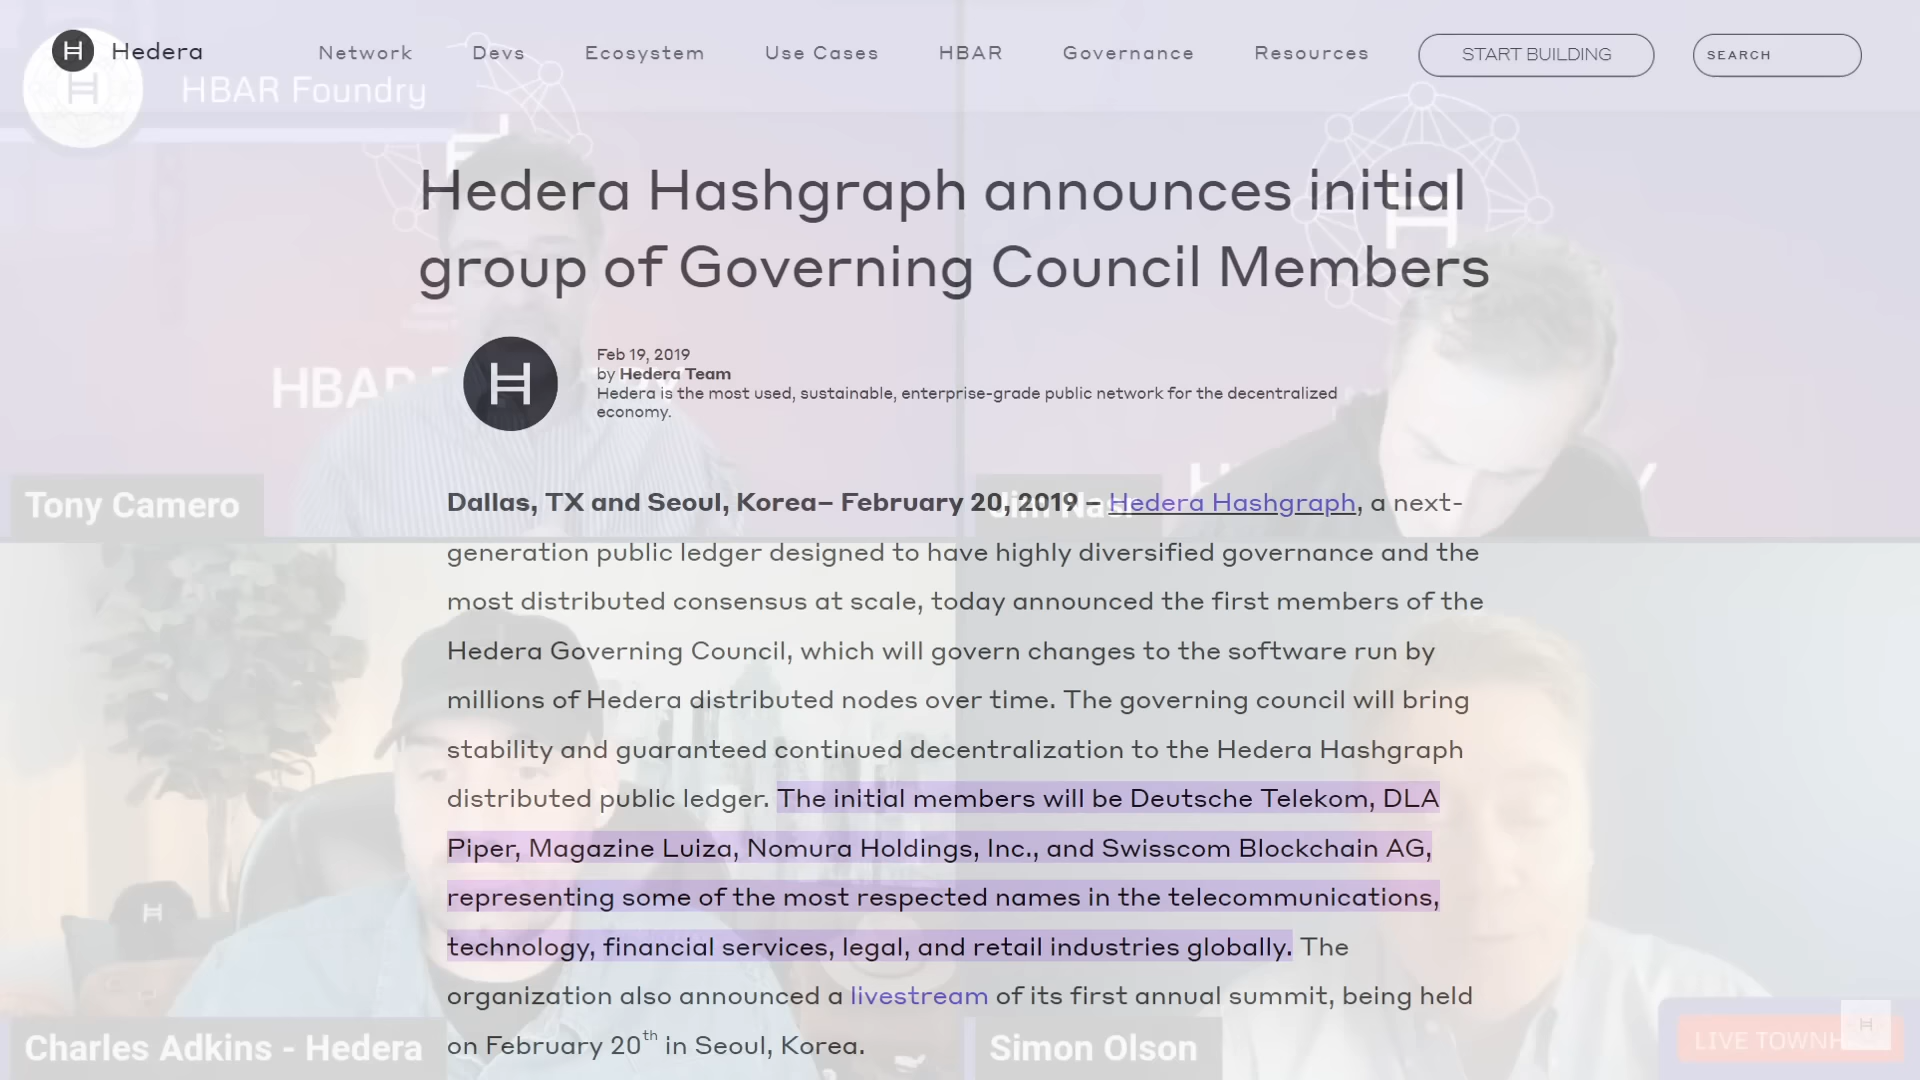 Hedera
Network
Devs
Ecosystem
Use Cases
HBAR
Governance
Resources
START BUILDING
SEARCH
HBAR Foundry
Hedera Hashgraph announces initial
group of Governing Council Members
Feb 19, 2019
by Hedera Team
Hedera is the most used, sustainable, enterprise-grade public network for the decentralized
economy.
HBAR
Tony Camero
Dallas, TX and Seoul, Korea– February 20, 2019 – Hedera Hashgraph, a next-
generation public ledger designed to have highly diversified governance and the
most distributed consensus at scale, today announced the first members of the
Hedera Governing Council, which will govern changes to the software run by
millions of Hedera distributed nodes over time. The governing council will bring
stability and guaranteed continued decentralization to the Hedera Hashgraph
distributed public ledger. The initial members will be Deutsche Telekom, DLA
Piper, Magazine Luiza, Nomura Holdings, Inc., and Swisscom Blockchain AG,
representing some of the most respected names in the telecommunications,
technology, financial services, legal, and retail industries globally. The
organization also announced a livestream of its first annual summit, being held
on February 20th in Seoul, Korea.
Charles Adkins - Hedera
Simon Olson
LIVE